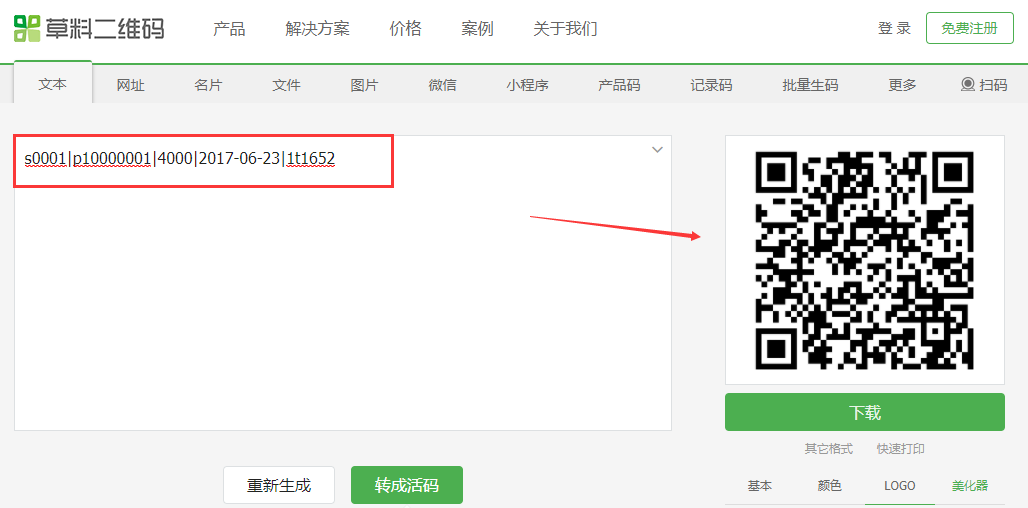 草料二维码 产品 解决方案 价格 案例 关于我们 登录 免费注册
文本 网址 名片 文件 图片 微信 小程序 产品码 记录码 批量生码 更多 扫码
s0001|p10000001|4000|2017-06-23|1t1652
下载
其它格式 快速打印
重新生成 转成活码 基本 颜色 LOGO 美化器